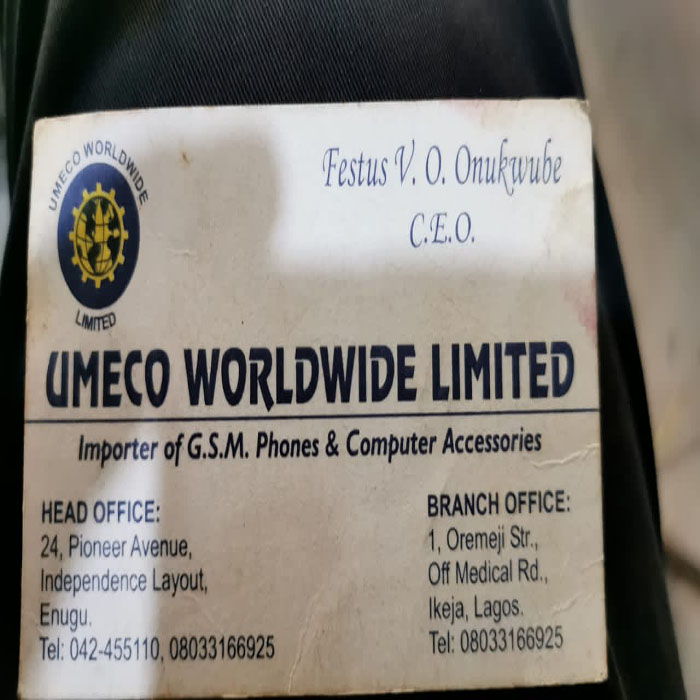 UMECO WORLDWIDE
LIMITED
Festus V. O. Onukwube
C.E.O.
UMECO WORLDWIDE LIMITED
Importer of G.S.M. Phones & Computer Accessories
HEAD OFFICE:
24, Pioneer Avenue,
Independence Layout,
Enugu.
Tel: 042-455110, 08033166925
BRANCH OFFICE:
1, Oremeji Str.,
Off Medical Rd.,
Ikeja, Lagos.
Tel: 08033166925